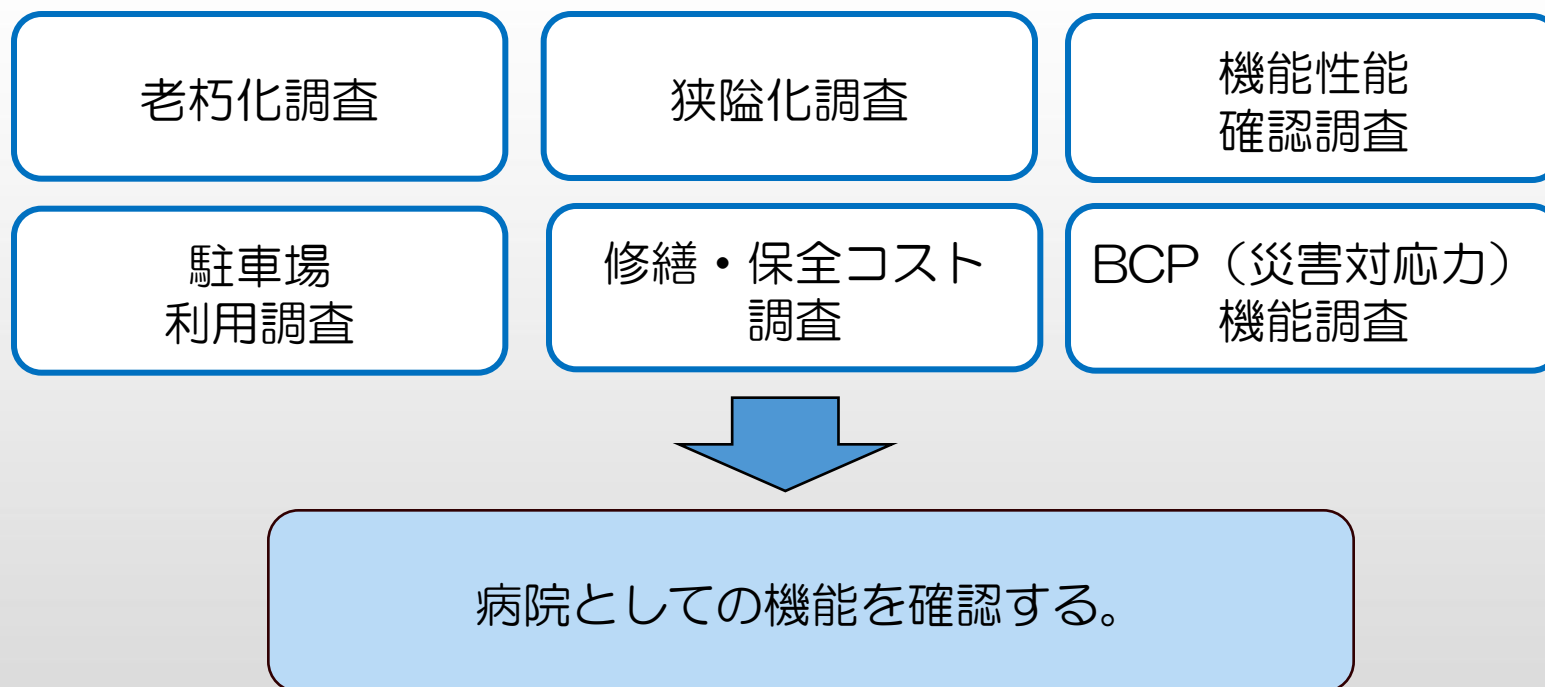 老朽化調査
狭隘化調査
機能性能
確認調査
駐車場
利用調査
修繕・保全コスト
調査
BCP（災害対応力）
機能調査
病院としての機能を確認する。